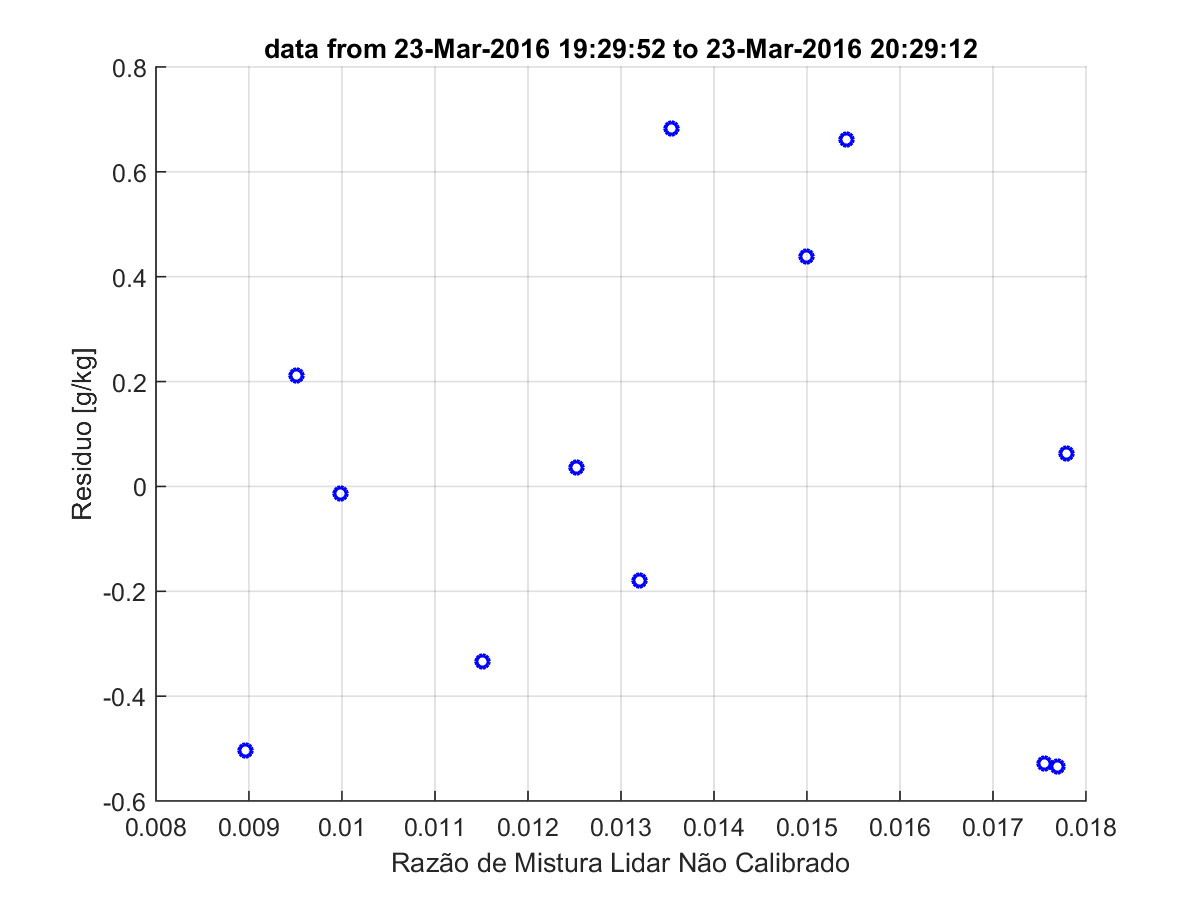 data from 23-Mar-2016 19:29:52 to 23-Mar-2016 20:29:12
0.8
0.6
0.4
0.2
0
-0.2
-0.4
-0.6
Residuo [g/kg]
0.008 0.009 0.01 0.011 0.012 0.013 0.014 0.015 0.016 0.017 0.018
Razão de Mistura Lidar Não Calibrado